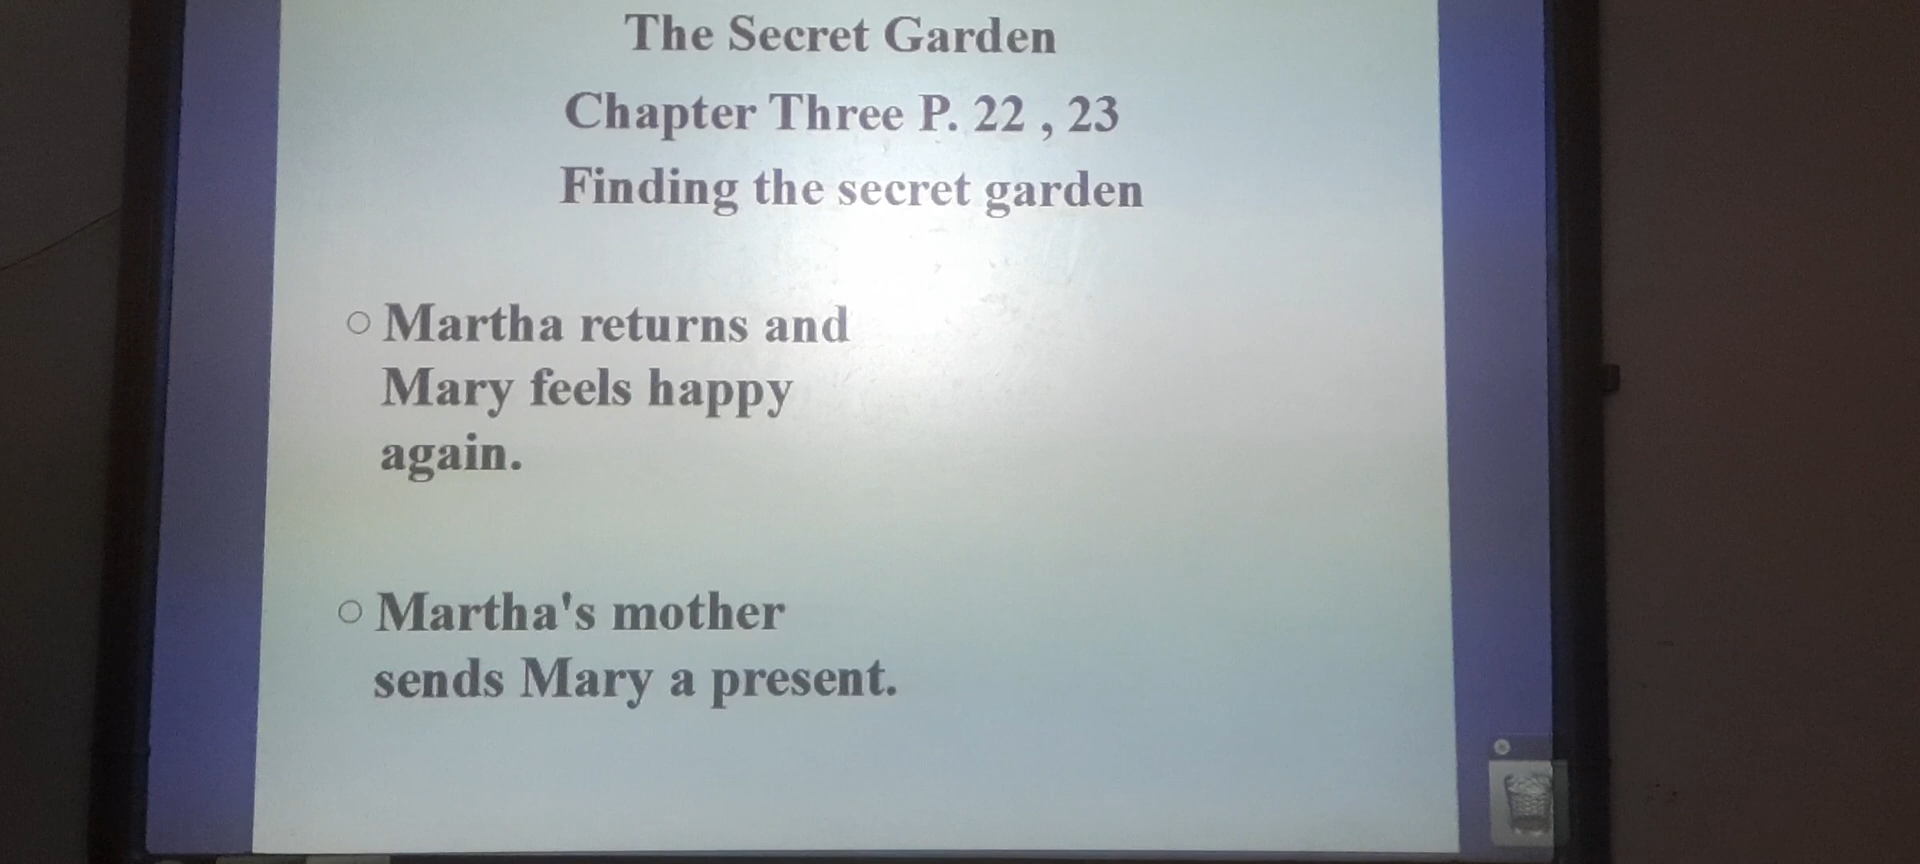 The Secret Garden
Chapter Three P. 22 , 23
Finding the secret garden
○ Martha returns and
Mary feels happy
again.
○ Martha's mother
sends Mary a present.